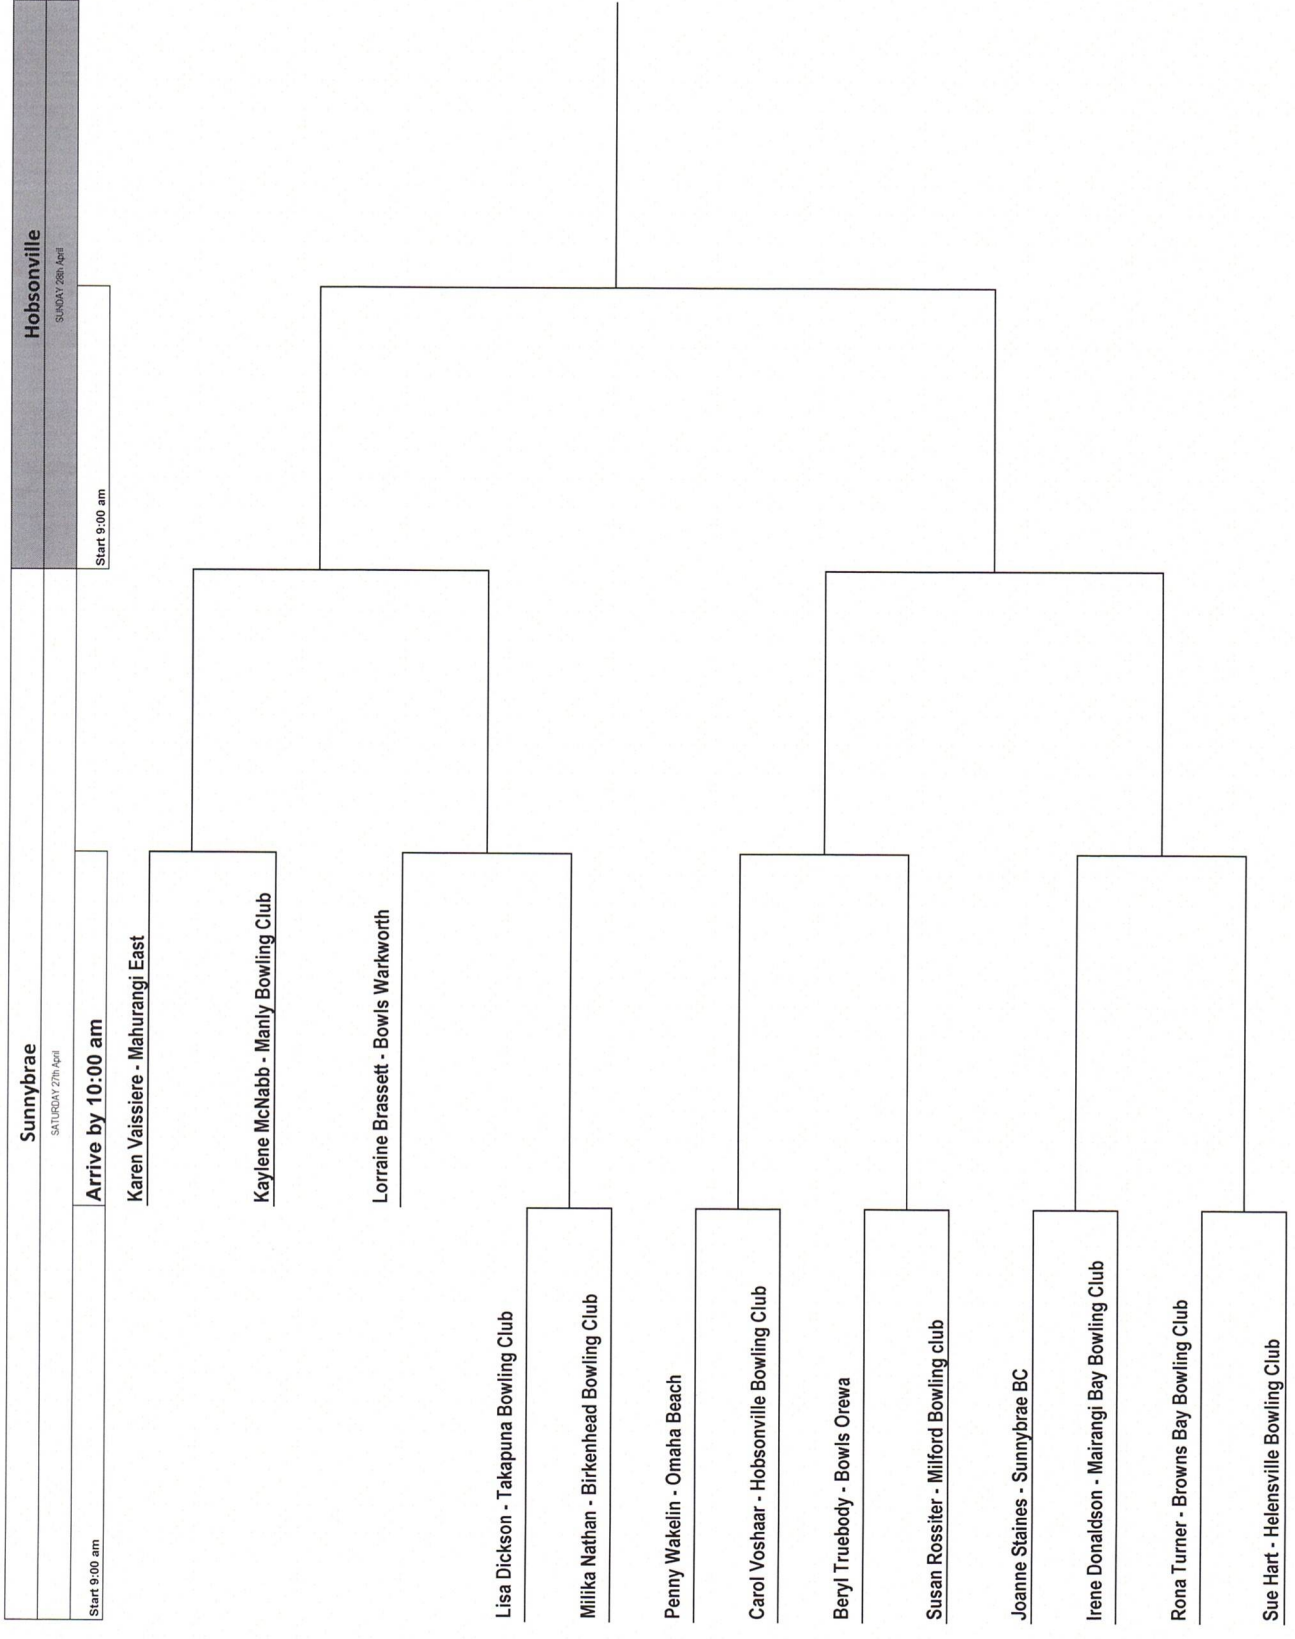 Sunnybrae
Hobsonville
SATURDAY 27th April
SUNDAY 28th April
Start 9:00 am
Arrive by 10:00 am
Start 9:00 am
Karen Vaissiere - Mahurangi East
Kaylene McNabb - Manly Bowling Club
Lorraine Brassett - Bowls Warkworth
Lisa Dickson - Takapuna Bowling Club
Milika Nathan - Birkenhead Bowling Club
Penny Wakelin - Omaha Beach
Carol Voshaar - Hobsonville Bowling Club
Beryl Truebody - Bowls Orewa
Susan Rossiter - Milford Bowling club
Joanne Staines - Sunnybrae BC
Irene Donaldson - Mairangi Bay Bowling Club
Rona Turner - Browns Bay Bowling Club
Sue Hart - Helensville Bowling Club